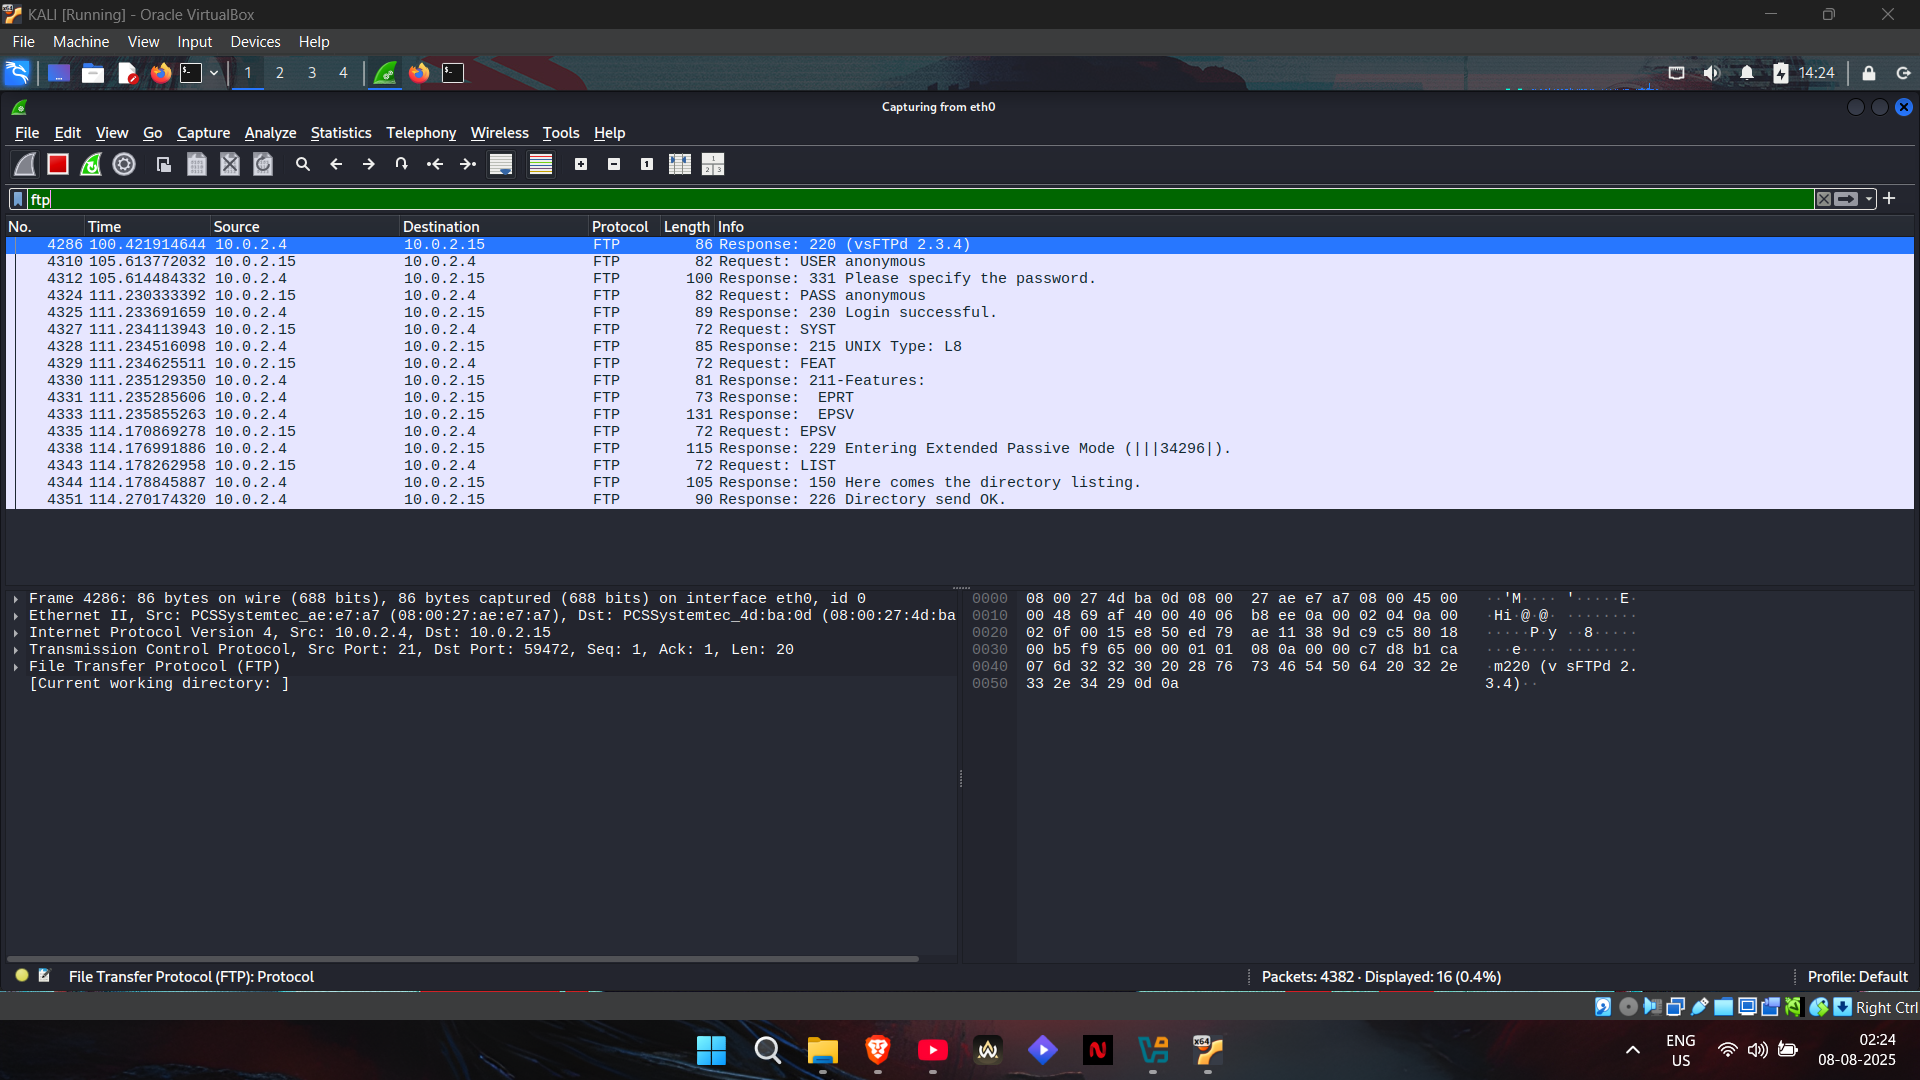 KALI [Running] - Oracle VirtualBox
File Machine View Input Devices Help
1 2 3 4
14:24
Capturing from eth0
File Edit View Go Capture Analyze Statistics Telephony Wireless Tools Help
ftp
No. Time Source Destination Protocol Length Info
4286 100.421914644 10.0.2.4 10.0.2.15 FTP 86 Response: 220 (vsFTPd 2.3.4)
4310 105.613772032 10.0.2.15 10.0.2.4 FTP 82 Request: USER anonymous
4312 105.614484332 10.0.2.4 10.0.2.15 FTP 100 Response: 331 Please specify the password.
4324 111.230333392 10.0.2.15 10.0.2.4 FTP 82 Request: PASS anonymous
4325 111.233691659 10.0.2.4 10.0.2.15 FTP 89 Response: 230 Login successful.
4327 111.234113943 10.0.2.15 10.0.2.4 FTP 72 Request: SYST
4328 111.234516098 10.0.2.4 10.0.2.15 FTP 85 Response: 215 UNIX Type: L8
4329 111.234625511 10.0.2.15 10.0.2.4 FTP 72 Request: FEAT
4330 111.235129350 10.0.2.4 10.0.2.15 FTP 81 Response: 211-Features:
4331 111.235285606 10.0.2.4 10.0.2.15 FTP 73 Response: EPRT
4333 111.235855263 10.0.2.4 10.0.2.15 FTP 131 Response: EPSV
4335 114.170869278 10.0.2.15 10.0.2.4 FTP 72 Request: EPSV
4338 114.176991886 10.0.2.4 10.0.2.15 FTP 115 Response: 229 Entering Extended Passive Mode (|||34296|).
4343 114.178262958 10.0.2.15 10.0.2.4 FTP 72 Request: LIST
4344 114.178845887 10.0.2.4 10.0.2.15 FTP 105 Response: 150 Here comes the directory listing.
4351 114.270174320 10.0.2.4 10.0.2.15 FTP 90 Response: 226 Directory send OK.
Frame 4286: 86 bytes on wire (688 bits), 86 bytes captured (688 bits) on interface eth0, id 0
Ethernet II, Src: PCSSystemtec_ae:e7:a7 (08:00:27:ae:e7:a7), Dst: PCSSystemtec_4d:ba:0d (08:00:27:4d:ba
Internet Protocol Version 4, Src: 10.0.2.4, Dst: 10.0.2.15
Transmission Control Protocol, Src Port: 21, Dst Port: 59472, Seq: 1, Ack: 1, Len: 20
File Transfer Protocol (FTP)
[Current working directory: ]
0000 08 00 27 4d ba 0d 08 00 27 ae e7 a7 08 00 45 00 ··'M···· '·····E·
0010 00 48 69 af 40 00 40 06 b8 ee 0a 00 02 04 0a 00 ·Hi·@·@· ········
0020 02 0f 00 15 e8 50 ed 79 ae 11 38 9d c9 c5 80 18 ·····P·y ··8·····
0030 00 b5 f9 65 00 00 01 01 08 0a 00 00 c7 d8 b1 ca ···e···· ········
0040 07 6d 32 32 30 20 28 76 73 46 54 50 64 20 32 2e ·m220 (v sFTPd 2.
0050 33 2e 34 29 0d 0a 3.4)··
File Transfer Protocol (FTP): Protocol
Packets: 4382 · Displayed: 16 (0.4%)
Profile: Default
Right Ctrl
ENG
US
02:24
08-08-2025